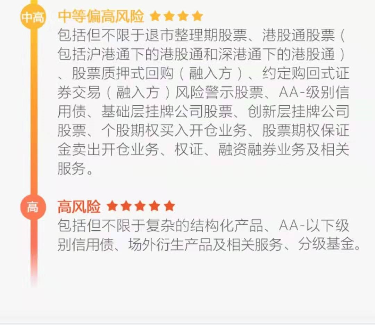 中高 中等偏高风险 ★★★★
包括但不限于退市整理期股票、港股通股票（
包括沪港通下的港股通和深港通下的港股通）
、股票质押式回购（融入方）、约定购回式证
券交易（融入方）风险警示股票、AA-级别信
用债、基础层挂牌公司股票、创新层挂牌公司
股票、个股期权买入开仓业务、股票期权保证
金卖出开仓业务、权证、融资融券业务及相关
服务。
高 高风险 ★★★★★
包括但不限于复杂的结构化产品、AA-以下级
别信用债、场外衍生产品及相关服务、分级基金。